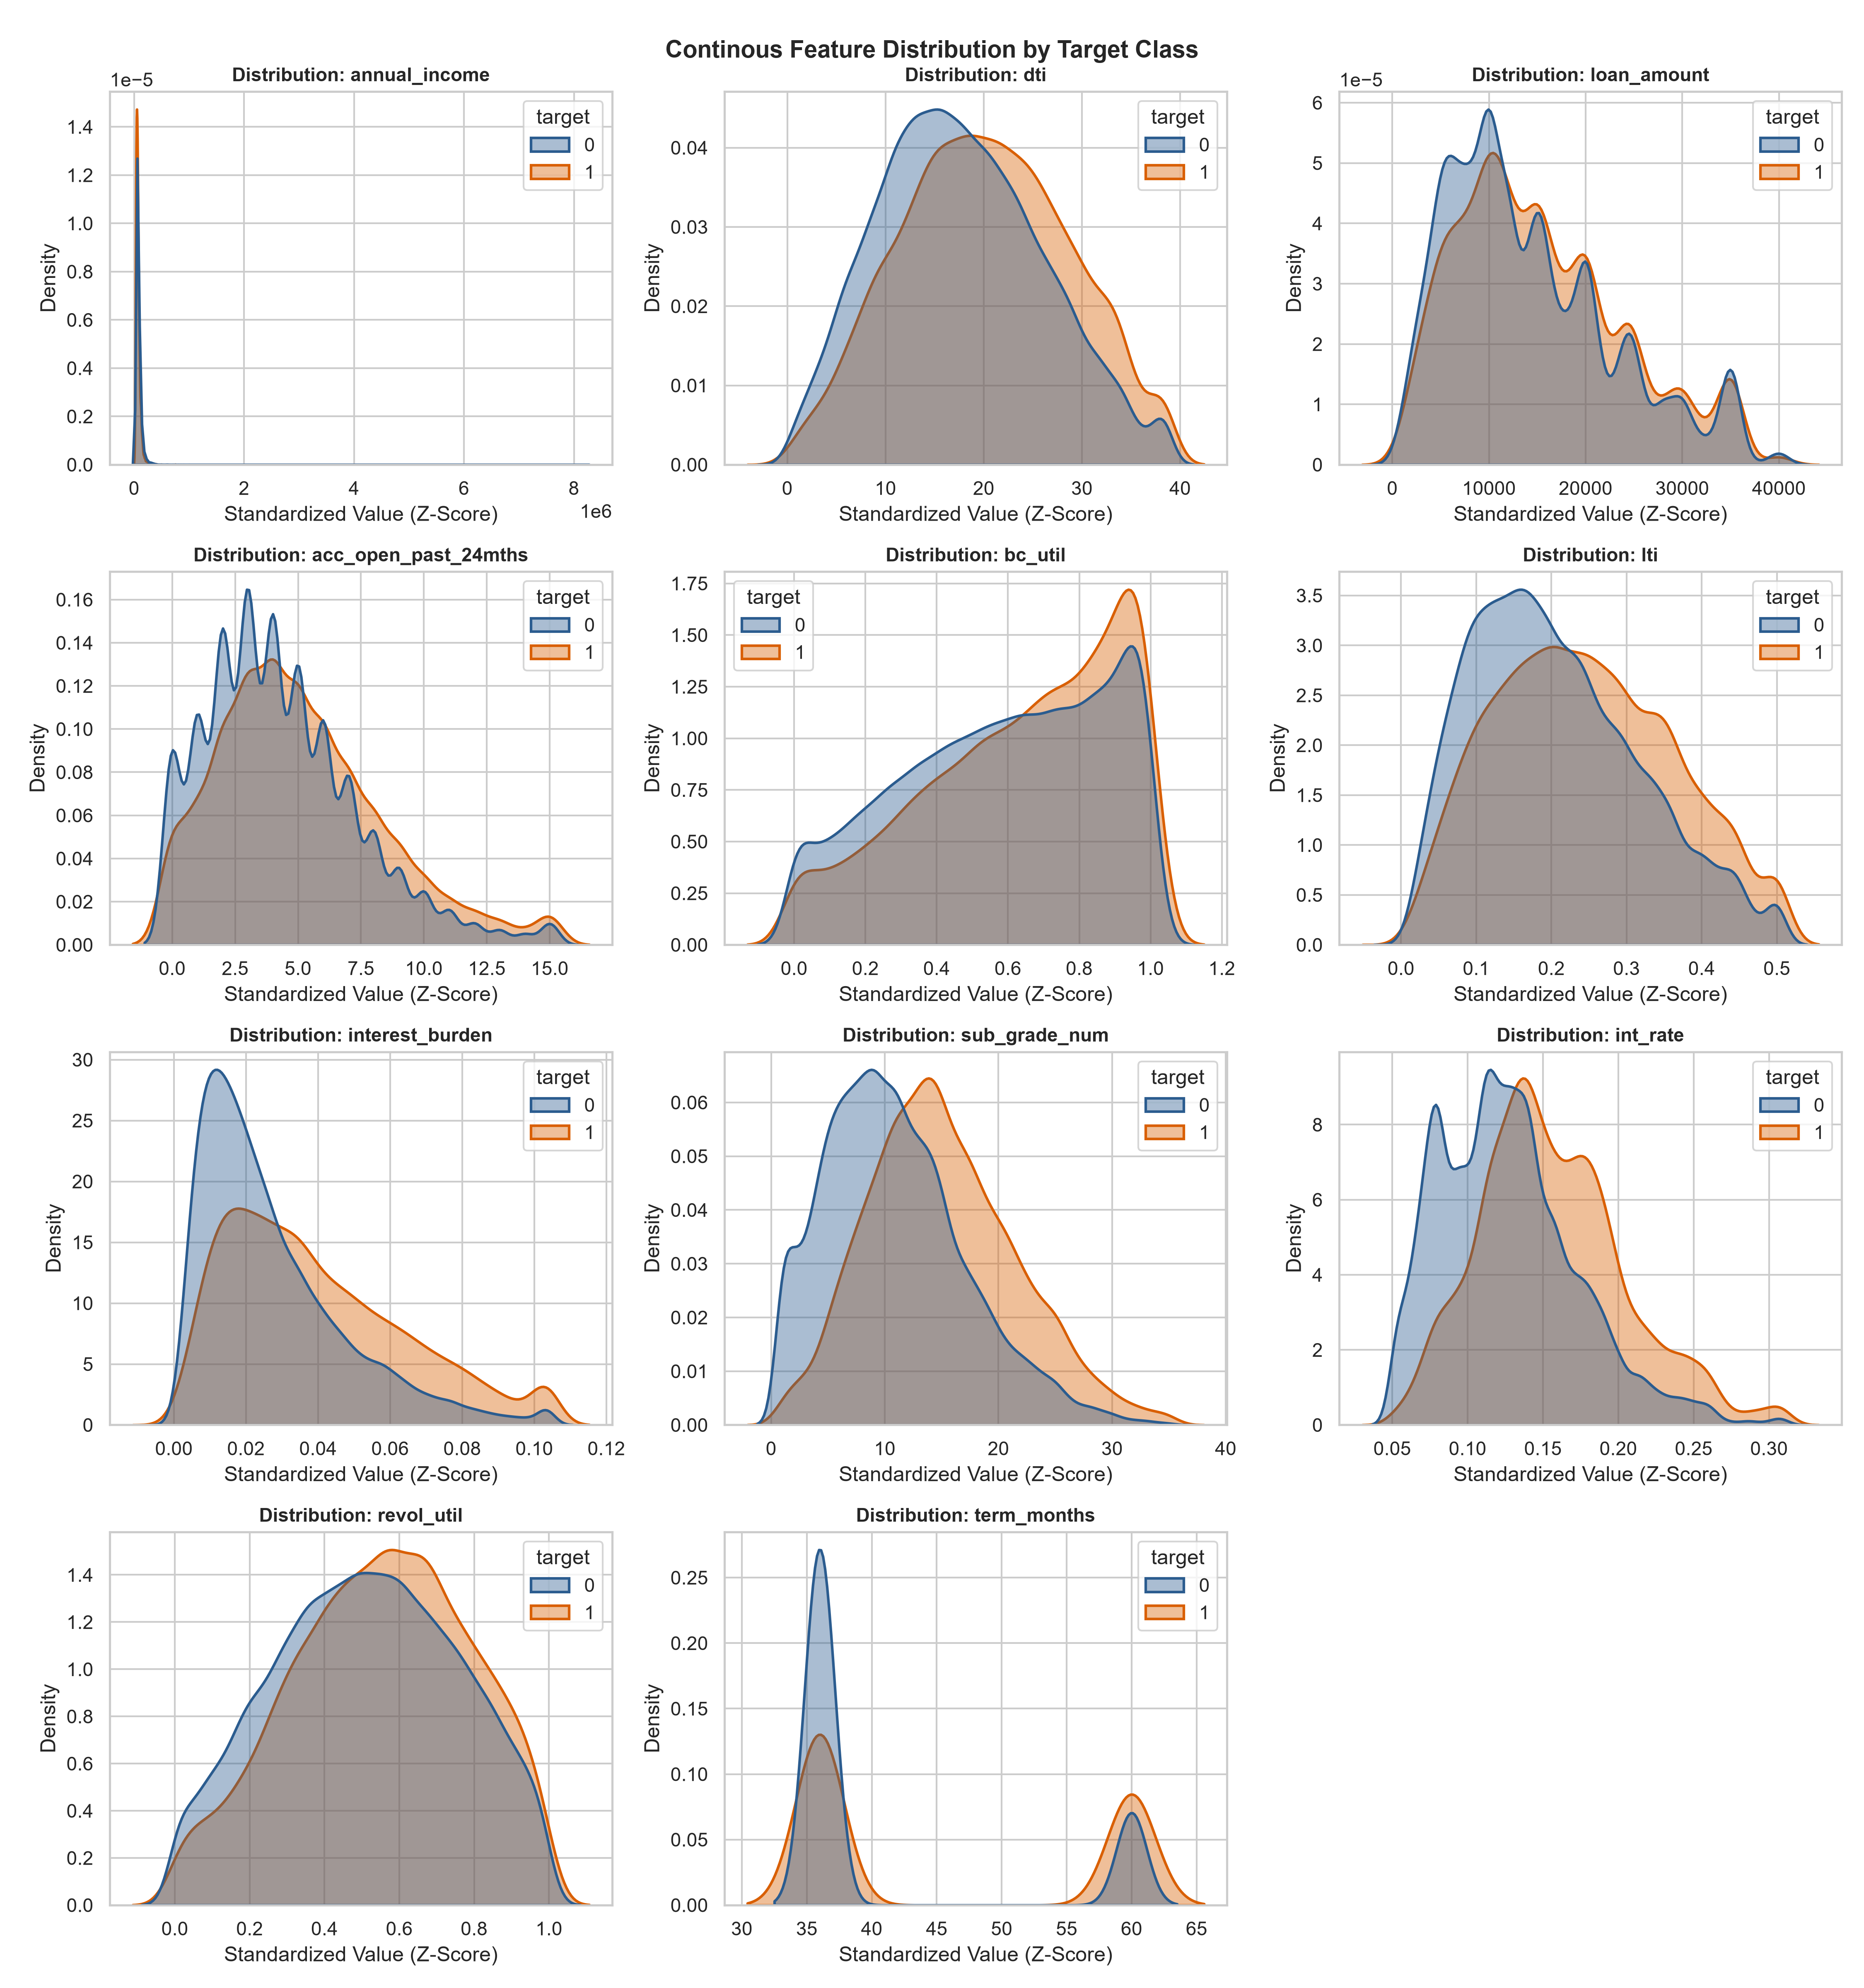 Continous Feature Distribution by Target Class
Distribution: annual_income
1e−5
target
0
1
1.4
1.2
1.0
0.8
0.6
0.4
0.2
0.0
Density
0 2 4 6 8
1e6
Standardized Value (Z-Score)
Distribution: dti
target
0
1
0.04
0.03
0.02
0.01
0.00
Density
0 10 20 30 40
Standardized Value (Z-Score)
Distribution: loan_amount
1e−5
target
0
1
6
5
4
3
2
1
0
Density
0 10000 20000 30000 40000
Standardized Value (Z-Score)
Distribution: acc_open_past_24mths
target
0
1
0.16
0.14
0.12
0.10
0.08
0.06
0.04
0.02
0.00
Density
0.0 2.5 5.0 7.5 10.0 12.5 15.0
Standardized Value (Z-Score)
Distribution: bc_util
target
0
1
1.75
1.50
1.25
1.00
0.75
0.50
0.25
0.00
Density
0.0 0.2 0.4 0.6 0.8 1.0 1.2
Standardized Value (Z-Score)
Distribution: lti
target
0
1
3.5
3.0
2.5
2.0
1.5
1.0
0.5
0.0
Density
0.0 0.1 0.2 0.3 0.4 0.5
Standardized Value (Z-Score)
Distribution: interest_burden
target
0
1
30
25
20
15
10
5
0
Density
0.00 0.02 0.04 0.06 0.08 0.10 0.12
Standardized Value (Z-Score)
Distribution: sub_grade_num
target
0
1
0.06
0.05
0.04
0.03
0.02
0.01
0.00
Density
0 10 20 30 40
Standardized Value (Z-Score)
Distribution: int_rate
target
0
1
8
6
4
2
0
Density
0.05 0.10 0.15 0.20 0.25 0.30
Standardized Value (Z-Score)
Distribution: revol_util
target
0
1
1.4
1.2
1.0
0.8
0.6
0.4
0.2
0.0
Density
0.0 0.2 0.4 0.6 0.8 1.0
Standardized Value (Z-Score)
Distribution: term_months
target
0
1
0.25
0.20
0.15
0.10
0.05
0.00
Density
30 35 40 45 50 55 60 65
Standardized Value (Z-Score)